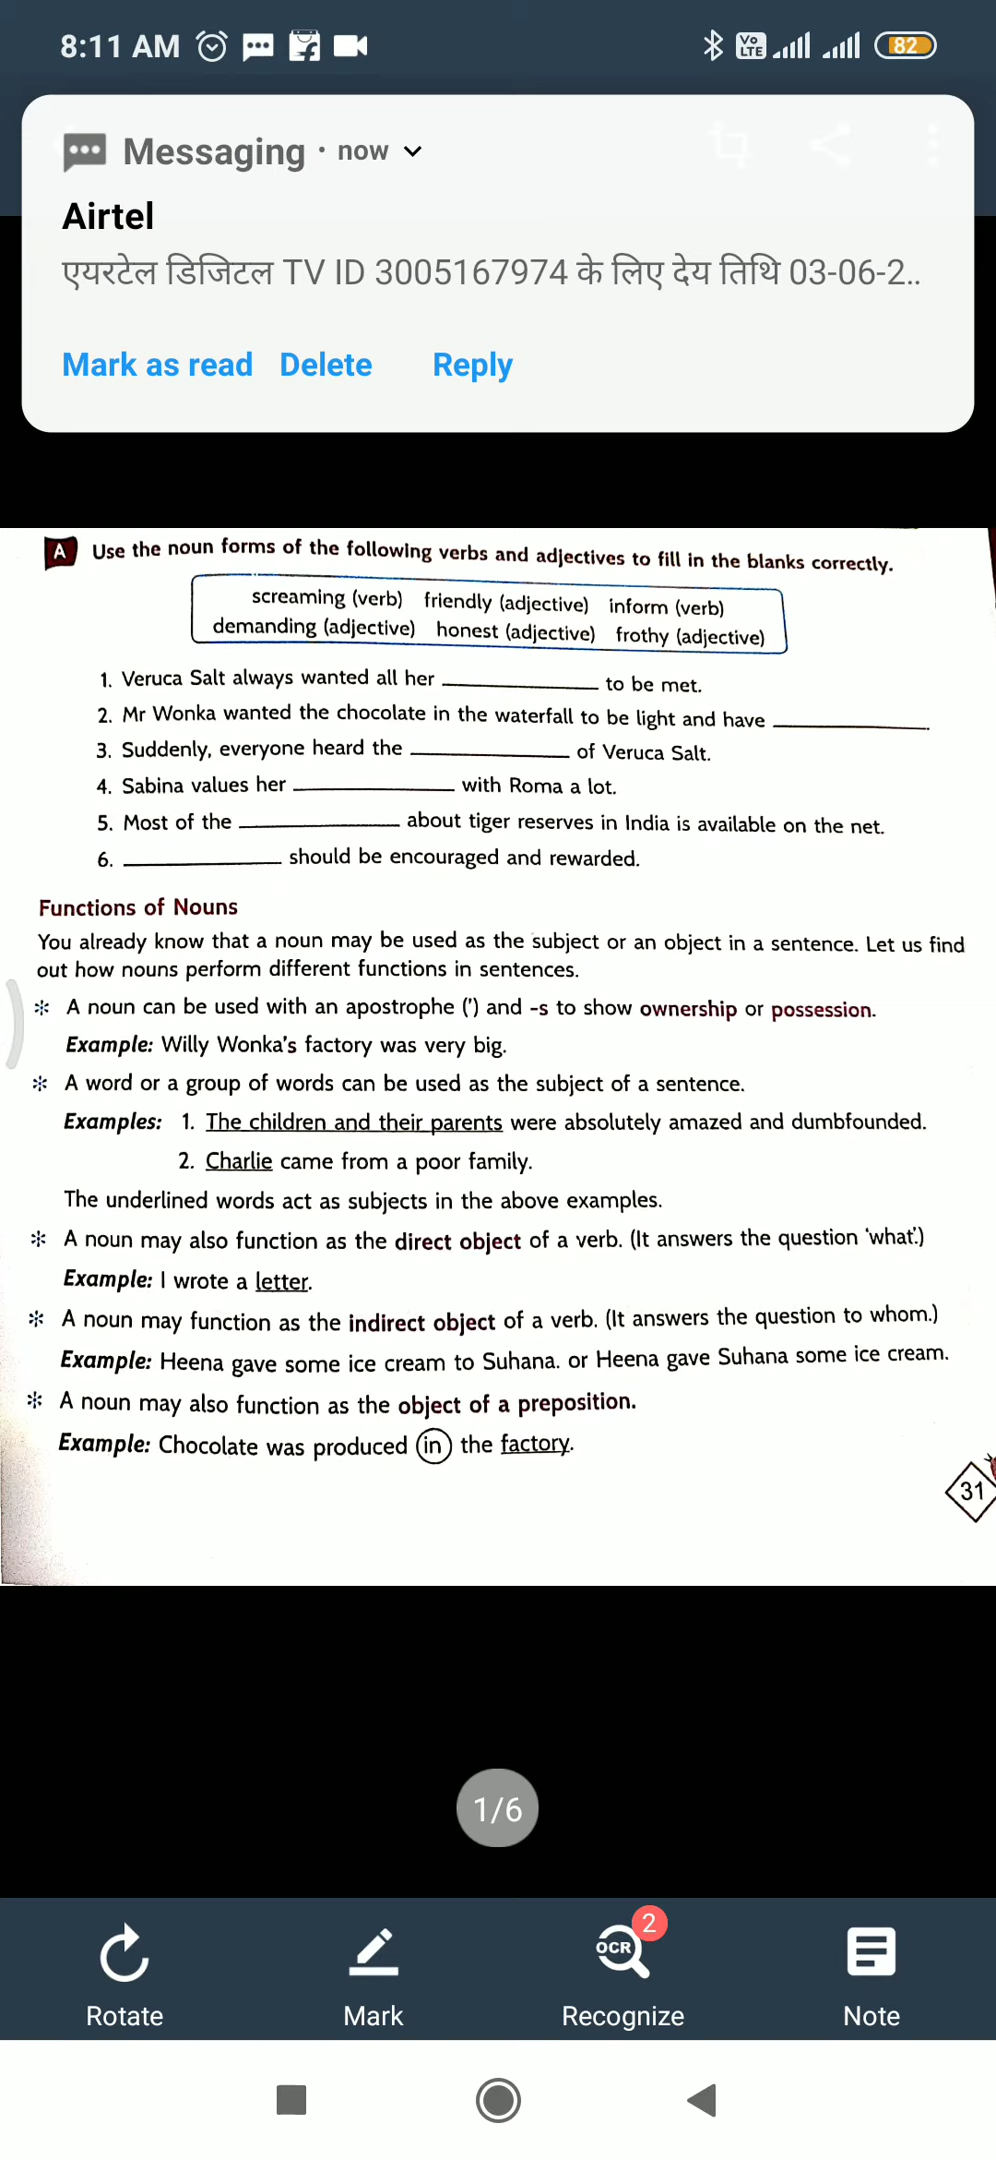 8:11 AM
Vo LTE 82
Messaging • now
Airtel
एयरटेल डिजिटल TV ID 3005167974 के लिए देय तिथि 03-06-2..
Mark as read Delete Reply
A Use the noun forms of the following verbs and adjectives to fill in the blanks correctly.
screaming (verb) friendly (adjective) inform (verb)
demanding (adjective) honest (adjective) frothy (adjective)
1. Veruca Salt always wanted all her ____________ to be met.
2. Mr Wonka wanted the chocolate in the waterfall to be light and have ____________.
3. Suddenly, everyone heard the ____________ of Veruca Salt.
4. Sabina values her ____________ with Roma a lot.
5. Most of the ____________ about tiger reserves in India is available on the net.
6. ____________ should be encouraged and rewarded.
Functions of Nouns
You already know that a noun may be used as the subject or an object in a sentence. Let us find
out how nouns perform different functions in sentences.
* A noun can be used with an apostrophe (') and -s to show ownership or possession.
Example: Willy Wonka's factory was very big.
* A word or a group of words can be used as the subject of a sentence.
Examples: 1. The children and their parents were absolutely amazed and dumbfounded.
2. Charlie came from a poor family.
The underlined words act as subjects in the above examples.
* A noun may also function as the direct object of a verb. (It answers the question 'what'.)
Example: I wrote a letter.
* A noun may function as the indirect object of a verb. (It answers the question to whom.)
Example: Heena gave some ice cream to Suhana. or Heena gave Suhana some ice cream.
* A noun may also function as the object of a preposition.
Example: Chocolate was produced in the factory.
31
1/6
OCR 2
Rotate Mark Recognize Note